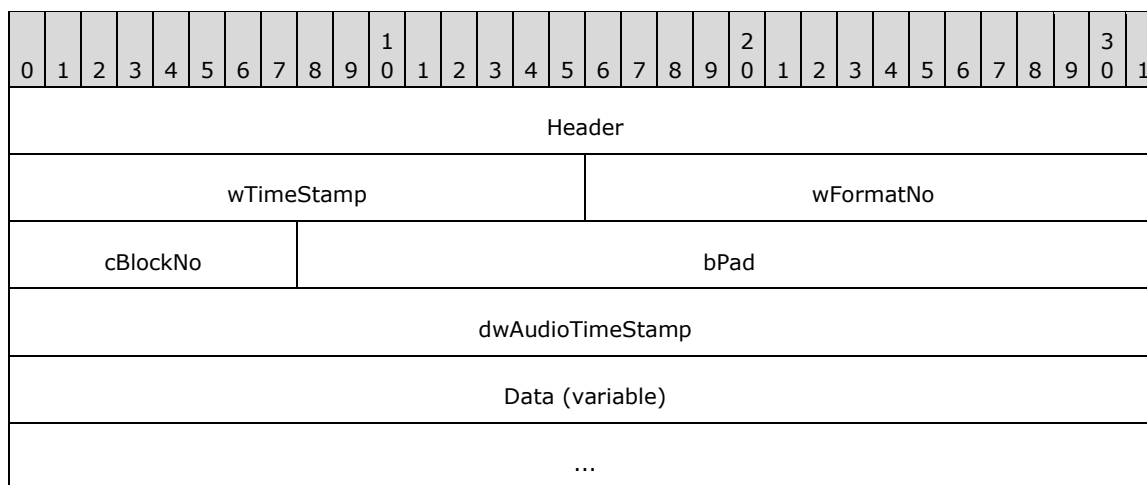 1 2 3
0 1 2 3 4 5 6 7 8 9 0 1 2 3 4 5 6 7 8 9 0 1 2 3 4 5 6 7 8 9 0 1
Header
wTimeStamp wFormatNo
cBlockNo bPad
dwAudioTimeStamp
Data (variable)
...